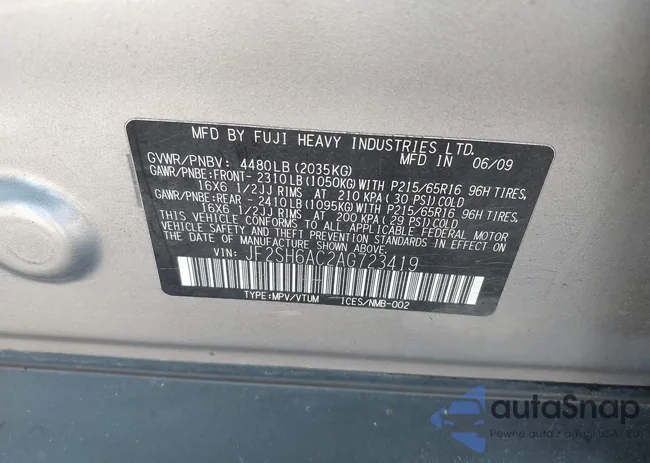 MFD BY FUJI HEAVY INDUSTRIES LTD.
GVWR/PNBV: 4480LB(2035KG) MFD IN 06/09
GAWR/PNBE:FRONT- 2310LB(1050KG)WITH P215/65R16 96H TIRES,
16X6 1/2JJ RIMS AT 210 KPA(30 PSI)COLD
GAWR/PNBE:REAR - 2410LB(1095KG)WITH P215/65R16 96H TIRES,
16X6 1/2JJ RIMS AT 200 KPA(29 PSI)COLD
THIS VEHICLE CONFORMS TO ALL APPLICABLE FEDERAL MOTOR
VEHICLE SAFETY AND THEFT PREVENTION STANDARDS IN EFFECT
ON THE DATE OF MANUFACTURE SHOWN ABOVE.
VIN: JF2SH6AC2AG723419
TYPE:MPV/VTUM ICES/NMB-002
autoSnap
Pewne auta z aukcji USA